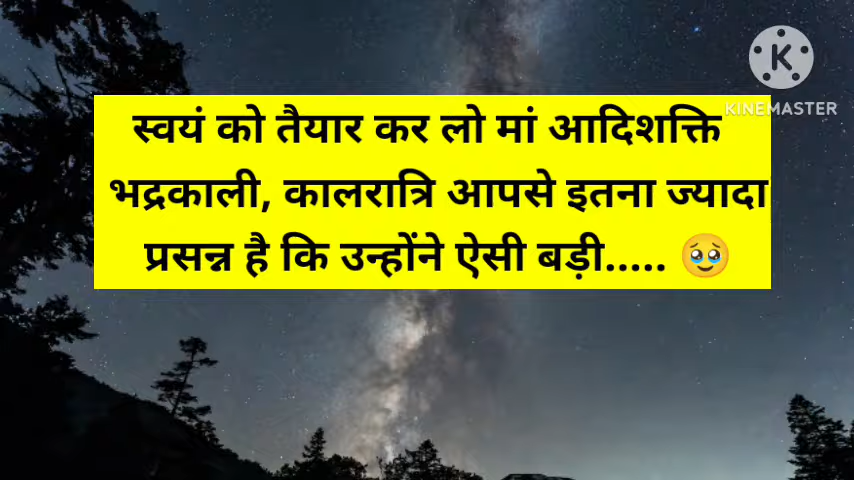 KINEMASTER
स्वयं को तैयार कर लो मां आदिशक्ति
भद्रकाली, कालरात्रि आपसे इतना ज्यादा
प्रसन्न है कि उन्होंने ऐसी बड़ी..... 🥹